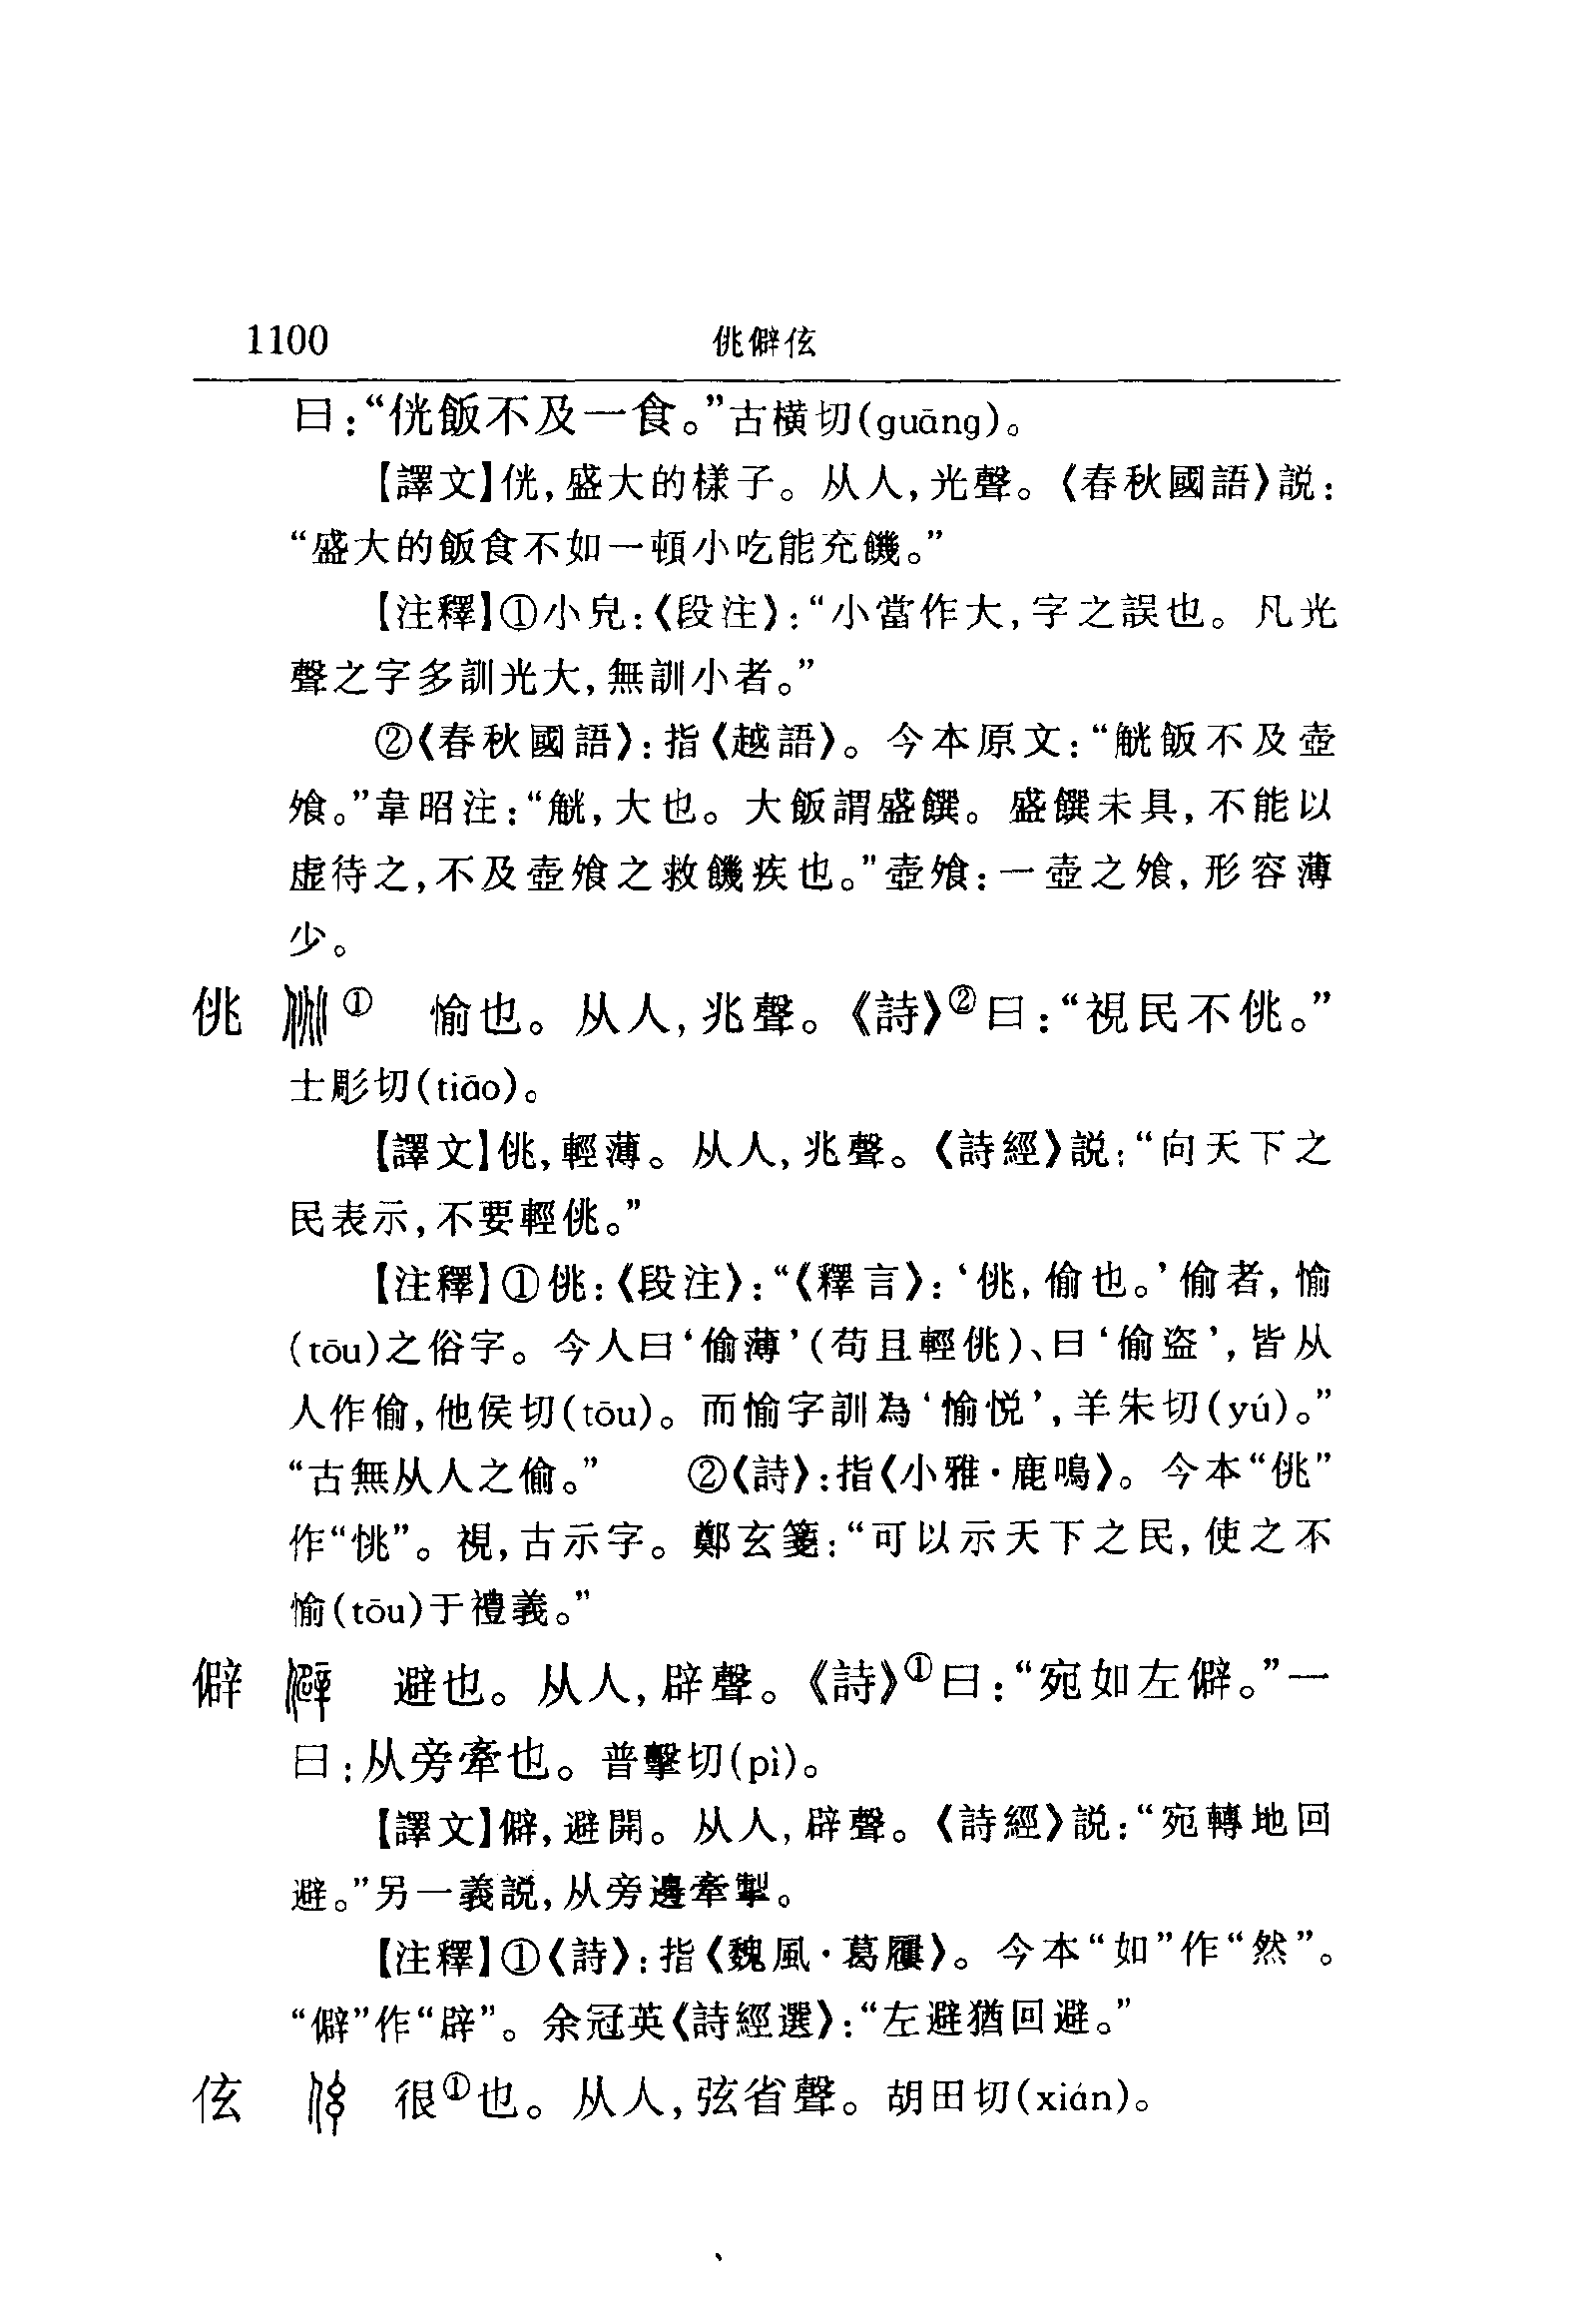 1100 佻僻伭
曰：“侊飯不及一食。”古横切(guāng)。
【譯文】侊，盛大的樣子。从人，光聲。《春秋國語》説：
“盛大的飯食不如一頓小吃能充饑。”
【注釋】①小皃：《段注》：“小當作大，字之誤也。凡光
聲之字多訓光大，無訓小者。”
②《春秋國語》：指《越語》。今本原文：“觥飯不及壺
飧。”韋昭注：“觥，大也。大飯謂盛饌。盛饌未具，不能以
虚待之，不及壺飧之救饑疾也。”壺飧：一壺之飧，形容薄
少。
佻 ① 愉也。从人，兆聲。《詩》②曰：“視民不佻。”
士彫切(tiāo)。
【譯文】佻，輕薄。从人，兆聲。《詩經》説：“向天下之
民表示，不要輕佻。”
【注釋】①佻：《段注》：“《釋言》：‘佻，偷也。’偷者，愉
(tōu)之俗字。今人曰‘偷薄’(苟且輕佻)、曰‘偷盗’，皆从
人作偷，他侯切(tōu)。而愉字訓為‘愉悦’，羊朱切(yú)。”
“古無从人之偷。” ②《詩》：指《小雅·鹿鳴》。今本“佻”
作“恌”。視，古示字。鄭玄箋：“可以示天下之民，使之不
愉(tōu)于禮義。”
僻 避也。从人，辟聲。《詩》①曰：“宛如左僻。”一
曰：从旁牽也。普擊切(pì)。
【譯文】僻，避開。从人，辟聲。《詩經》説：“宛轉地回
避。”另一義説，从旁邊牽掣。
【注釋】①《詩》：指《魏風·葛屨》。今本“如”作“然”。
“僻”作“辟”。余冠英《詩經選》：“左避猶回避。”
伭 很①也。从人，弦省聲。胡田切(xián)。